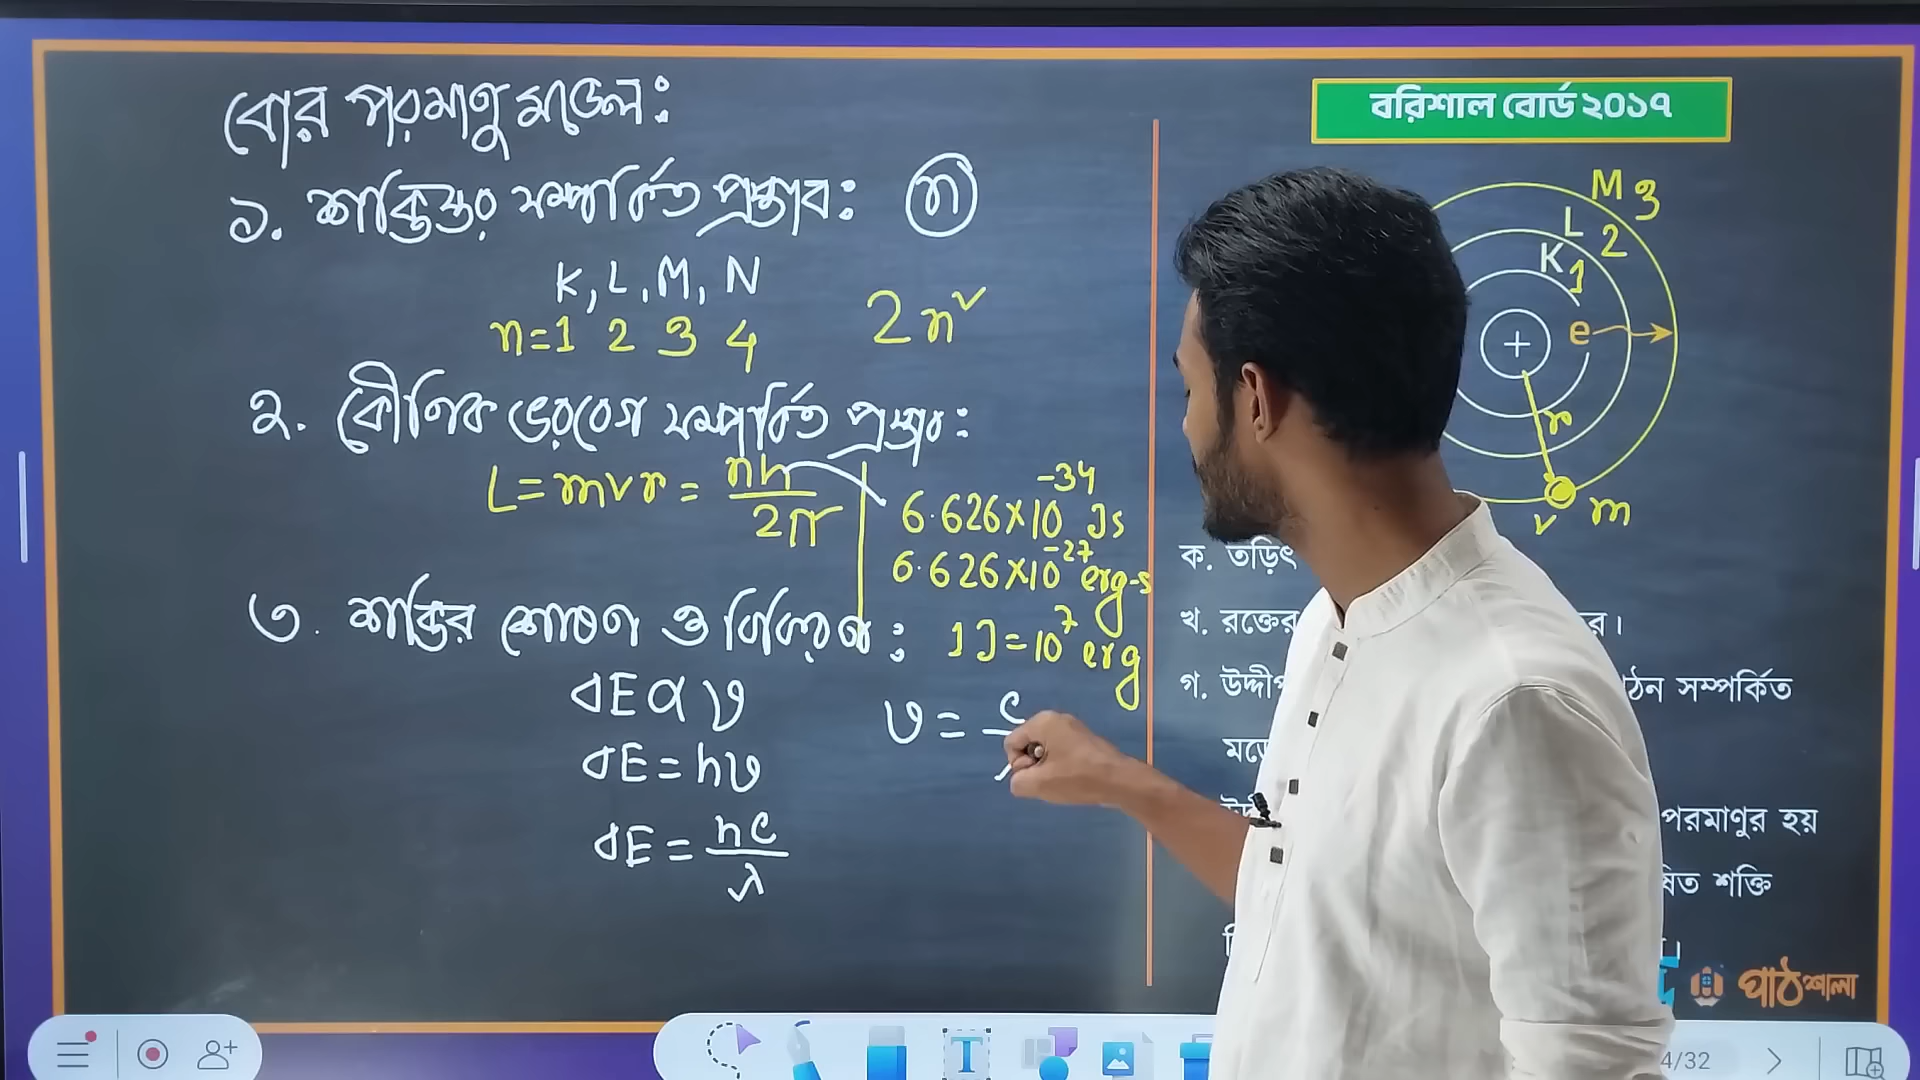 বোর পরমাণু মডেল:
১. শক্তিস্তর সম্পর্কিত প্রস্তাব: n
K, L, M, N
n=1 2 3 4
2n²
২. কৌণিক ভরবেগ সম্পর্কিত প্রস্তাব:
L = mvr = nh/2π
6.626×10⁻³⁴ Js
6.626×10⁻²⁷ erg-s
1J = 10⁷ erg
৩. শক্তির শোষণ ও বিকিরণ:
ΔE α υ
ΔE = hυ
ΔE = hc/λ
υ = c/λ
বরিশাল বোর্ড ২০১৭
M 3
L 2
K 1
e
+
r
v m
ক. তড়িৎ
খ. রক্তের র।
গ. উদ্দীপ ঠন সম্পর্কিত
মডে
পরমাণুর হয়
ষিত শক্তি
পাঠশালা
T
4/32